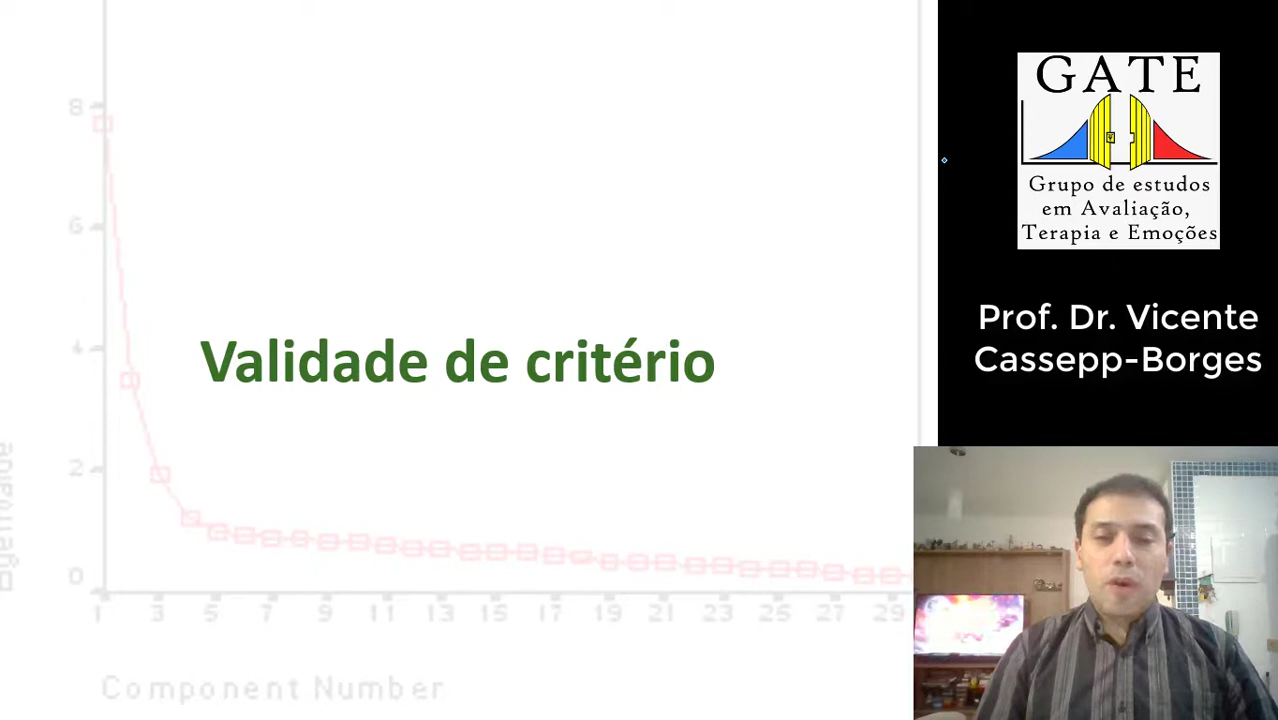 8
6
4
2
0
Eigenvalue
1 3 5 7 9 11 13 15 17 19 21 23 25 27 29
Component Number
Validade de critério
GATE
Grupo de estudos
em Avaliação,
Terapia e Emoções
Prof. Dr. Vicente
Cassepp-Borges